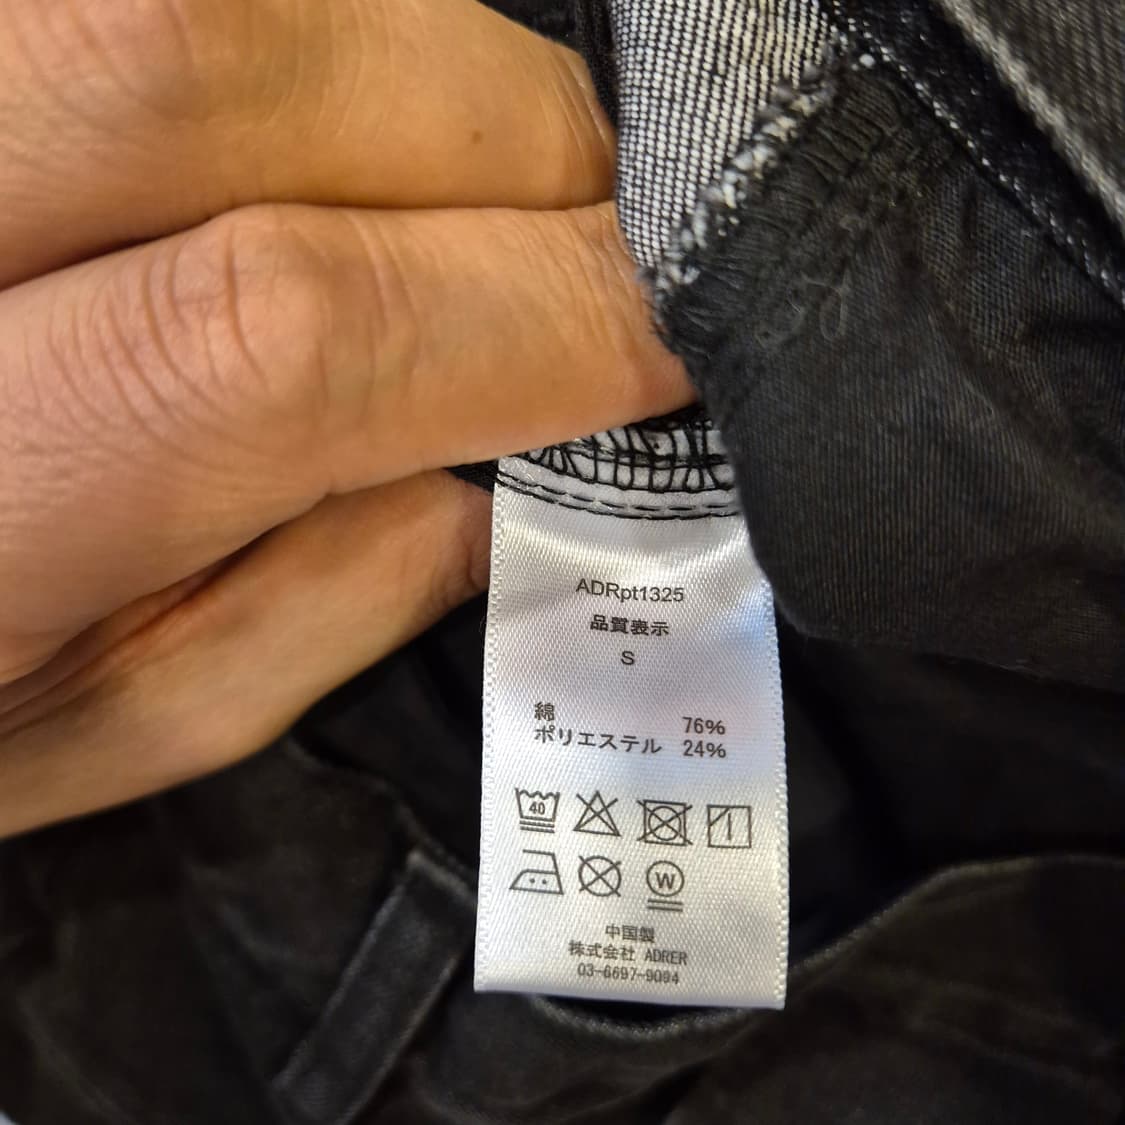 ADRpt1325
品質表示
S
綿 76%
ポリエステル 24%
40
W
中国製
株式会社 ADRER
03-6697-9094